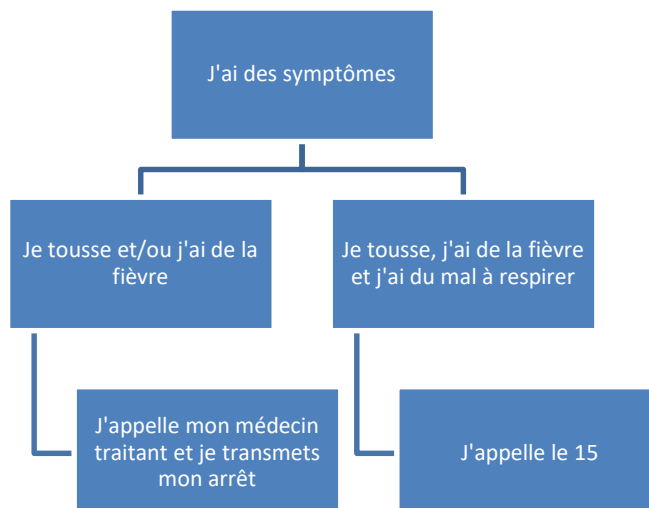 J'ai des symptômes
Je tousse et/ou j'ai de la
fièvre
Je tousse, j'ai de la fièvre
et j'ai du mal à respirer
J'appelle mon médecin
traitant et je transmets
mon arrêt
J'appelle le 15